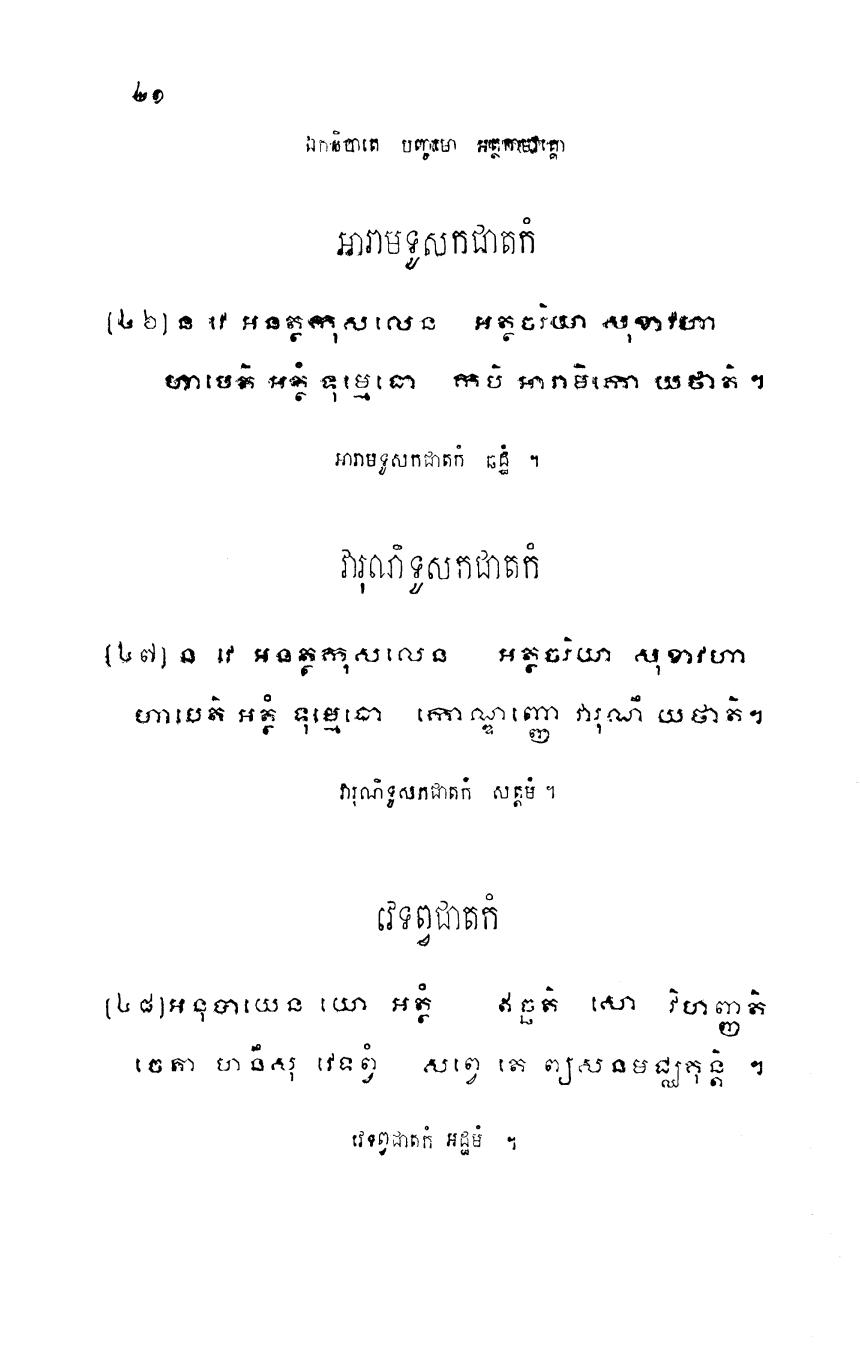 ២១
ឯកនិបាតេ បញ្ចមោ អត្ថកាមវគ្គោ
អារាមទូសកជាតកំ
[៤៦] ន វេ អនត្ថកុសលេន អត្ថចរិយា សុខាវហា
ហាបេតិ អត្ថំ ទុម្មេធោ កបិ អារាមិកោ យថាតិ ។
អារាមទូសកជាតកំ ឆដ្ឋំ ។
វារុណិទូសកជាតកំ
[៤៧] ន វេ អនត្ថកុសលេន អត្ថចរិយា សុខាវហា
ហាបេតិ អត្ថំ ទុម្មេធោ កោណ្ឌញ្ញោ វារុណឹ យថាតិ។
វារុណិទូសកជាតកំ សត្តមំ ។
វេទព្វជាតកំ
[៤៨] អនុបាយេន យោ អត្ថំ ឥច្ឆតិ សោ វិហញ្ញតិ
ចេតា ហនឹសុ វេទព្វំ សព្វេ តេ ព្យសនមជ្ឈគុន្តិ ។
វេទព្វជាតកំ អដ្ឋមំ ។